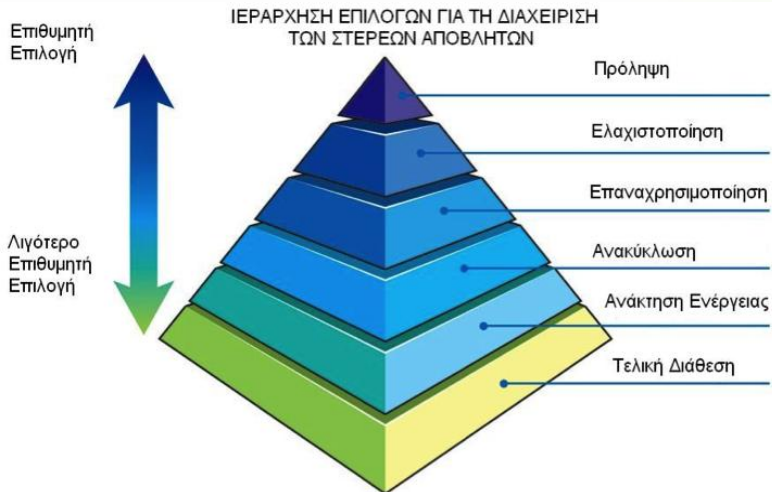 ΙΕΡΑΡΧΗΣΗ ΕΠΙΛΟΓΩΝ ΓΙΑ ΤΗ ΔΙΑΧΕΙΡΙΣΗ
ΤΩΝ ΣΤΕΡΕΩΝ ΑΠΟΒΛΗΤΩΝ
Επιθυμητή
Επιλογή
Πρόληψη
Ελαχιστοποίηση
Επαναχρησιμοποίηση
Λιγότερο
Επιθυμητή
Επιλογή
Ανακύκλωση
Ανάκτηση Ενέργειας
Τελική Διάθεση